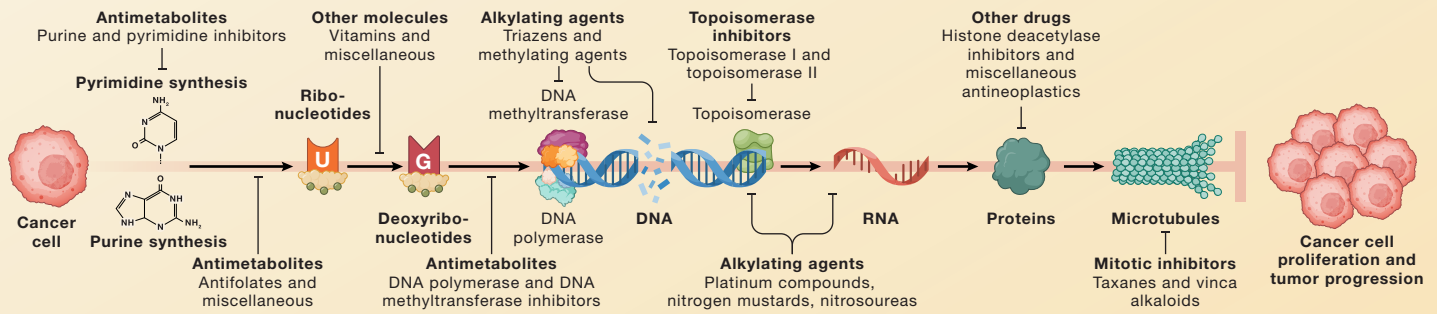 Antimetabolites
Purine and pyrimidine inhibitors
Pyrimidine synthesis
NH₂
N
O
N
O
N
NH
NH
N
NH₂
Purine synthesis
Cancer
cell
Antimetabolites
Antifolates and
miscellaneous
Other molecules
Vitamins and
miscellaneous
Ribo-
nucleotides
U
G
Deoxyribo-
nucleotides
Antimetabolites
DNA polymerase and DNA
methyltransferase inhibitors
Alkylating agents
Triazens and
methylating agents
DNA
methyltransferase
DNA
polymerase
DNA
Topoisomerase
inhibitors
Topoisomerase I and
topoisomerase II
Topoisomerase
Alkylating agents
Platinum compounds,
nitrogen mustards, nitrosoureas
RNA
Other drugs
Histone deacetylase
inhibitors and
miscellaneous
antineoplastics
Proteins
Microtubules
Mitotic inhibitors
Taxanes and vinca
alkaloids
Cancer cell
proliferation and
tumor progression